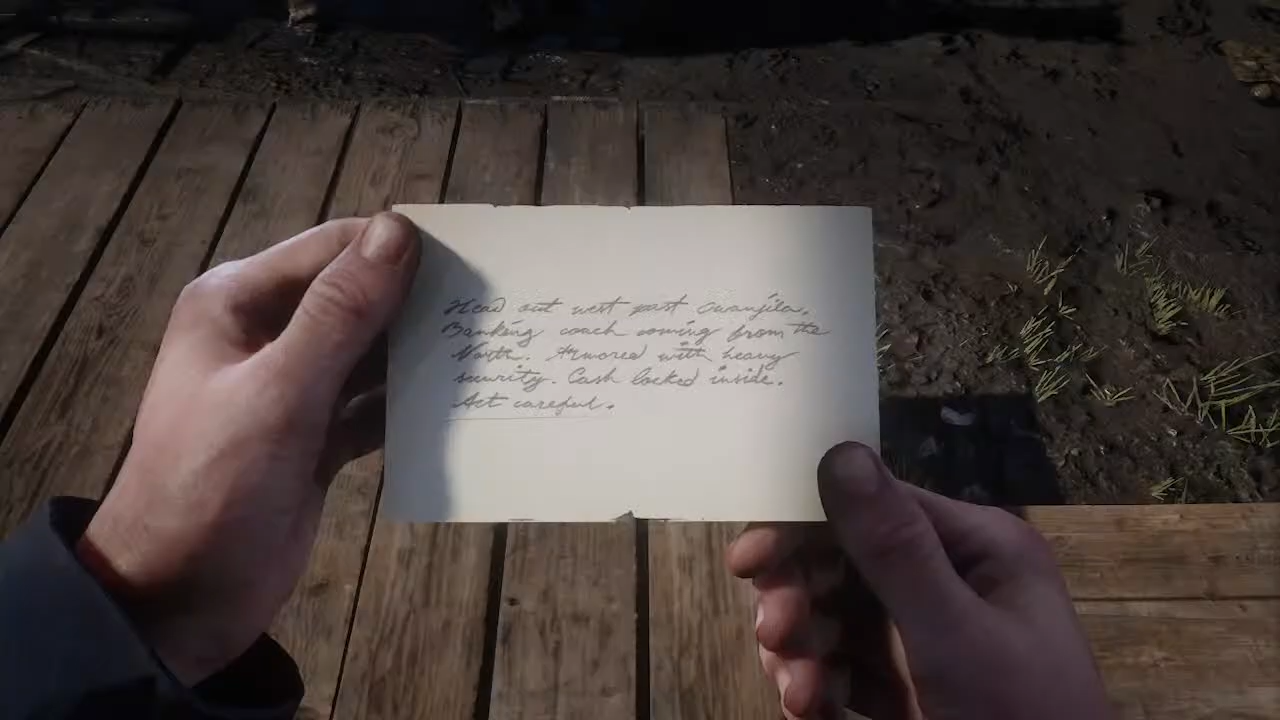 Head out west past Owanjila.
Banking coach coming from the
North. Armored with heavy
security. Cash locked inside.
Act careful.